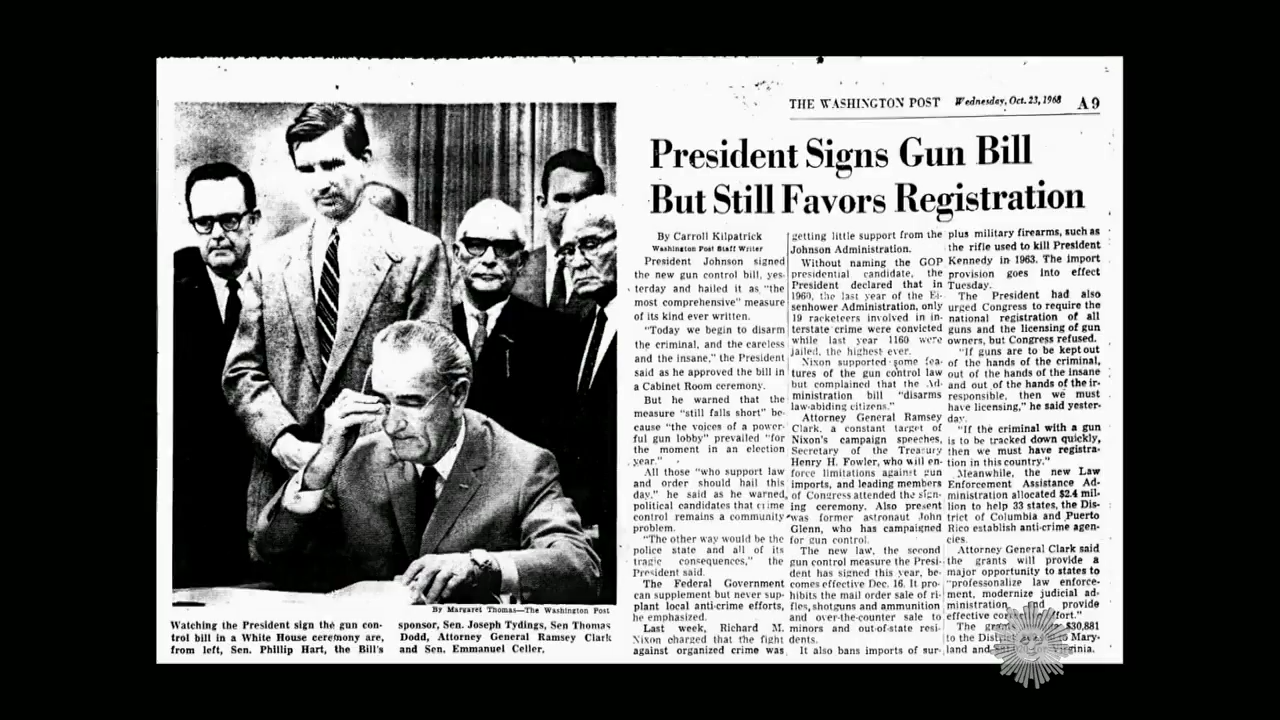 THE WASHINGTON POST Wednesday, Oct. 23, 1968 A9
President Signs Gun Bill
But Still Favors Registration
By Carroll Kilpatrick
Washington Post Staff Writer
President Johnson signed
the new gun control bill, yes-
terday and hailed it as "the
most comprehensive" measure
of its kind ever written.
"Today we begin to disarm
the criminal, and the careless
and the insane," the President
said as he approved the bill in
a Cabinet Room ceremony.
But he warned that the
measure "still falls short" be-
cause "the voices of a power-
ful gun lobby" prevailed "for
the moment in an election
year."
All those "who support law
and order should hail this
day," he said as he warned
political candidates that crime
control remains a community
problem.
"The other way would be the
police state and all of its
tragic consequences," the
President said.
The Federal Government
can supplement but never sup-
plant local anti-crime efforts,
he emphasized.
Last week, Richard M.
Nixon charged that the fight
against organized crime was
getting little support from the
Johnson Administration.
Without naming the GOP
presidential candidate, the
President declared that in
1960, the last year of the Ei-
senhower Administration, only
19 racketeers involved in in-
terstate crime were convicted
while last year 1160 were
jailed, the highest ever.
Nixon supported some fea-
tures of the gun control law
but complained that the Ad-
ministration bill "disarms
law-abiding citizens."
Attorney General Ramsey
Clark, a constant target of
Nixon's campaign speeches,
Secretary of the Treasury
Henry H. Fowler, who will en-
force limitations against gun
imports, and leading members
of Congress attended the sign-
ing ceremony. Also present
was former astronaut John
Glenn, who has campaigned
for gun control.
The new law, the second
gun control measure the Presi-
dent has signed this year, be-
comes effective Dec. 16. It pro-
hibits the mail order sale of ri-
fles, shotguns and ammunition
and over-the-counter sale to
minors and out-of-state resi-
dents.
It also bans imports of sur-
plus military firearms, such as
the rifle used to kill President
Kennedy in 1963. The import
provision goes into effect
Tuesday.
The President had also
urged Congress to require the
national registration of all
guns and the licensing of gun
owners, but Congress refused.
"If guns are to be kept out
of the hands of the criminal,
out of the hands of the insane
and out of the hands of the ir-
responsible, then we must
have licensing," he said yester-
day.
"If the criminal with a gun
is to be tracked down quickly,
then we must have registra-
tion in this country."
Meanwhile, the new Law
Enforcement Assistance Ad-
ministration allocated $2.4 mil-
lion to help 33 states, the Dis-
trict of Columbia and Puerto
Rico establish anti-crime agen-
cies.
Attorney General Clark said
the grants will provide a
major opportunity to states to
"professonalize law enforce-
ment, modernize judicial ad-
ministration and provide
effective
The $30,881
to the to Mary-
land and Virginia.
By Margaret Thomas—The Washington Post
Watching the President sign the gun con-
trol bill in a White House ceremony are,
from left, Sen. Phillip Hart, the Bill's
sponsor, Sen. Joseph Tydings, Sen Thomas
Dodd, Attorney General Ramsey Clark
and Sen. Emmanuel Celler.